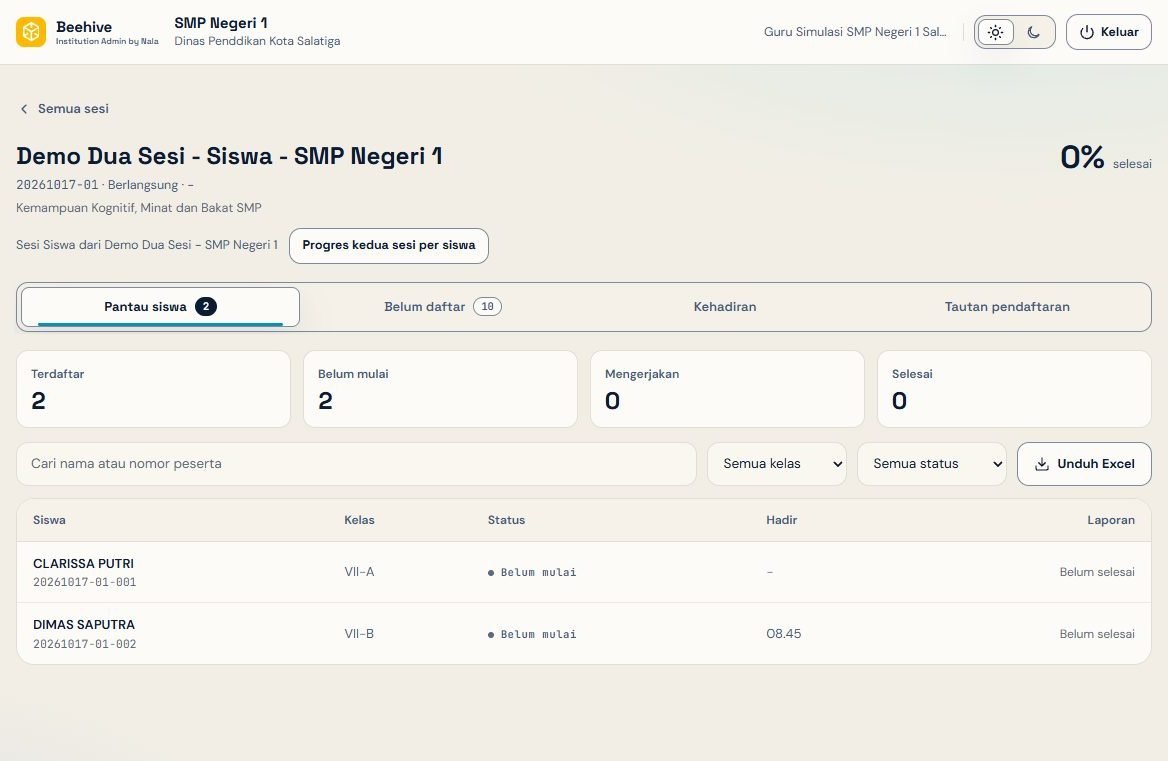 Beehive
Institution Admin by Nala
SMP Negeri 1
Dinas Penddikan Kota Salatiga
Guru Simulasi SMP Negeri 1 Sal...
Keluar
Semua sesi
Demo Dua Sesi - Siswa - SMP Negeri 1
0% selesai
20261017-01 · Berlangsung · -
Kemampuan Kognitif, Minat dan Bakat SMP
Sesi Siswa dari Demo Dua Sesi - SMP Negeri 1
Progres kedua sesi per siswa
Pantau siswa 2
Belum daftar 10
Kehadiran
Tautan pendaftaran
Terdaftar
2
Belum mulai
2
Mengerjakan
0
Selesai
0
Cari nama atau nomor peserta
Semua kelas
Semua status
Unduh Excel
Siswa Kelas Status Hadir Laporan
CLARISSA PUTRI
20261017-01-001
VII-A
Belum mulai
-
Belum selesai
DIMAS SAPUTRA
20261017-01-002
VII-B
Belum mulai
08.45
Belum selesai